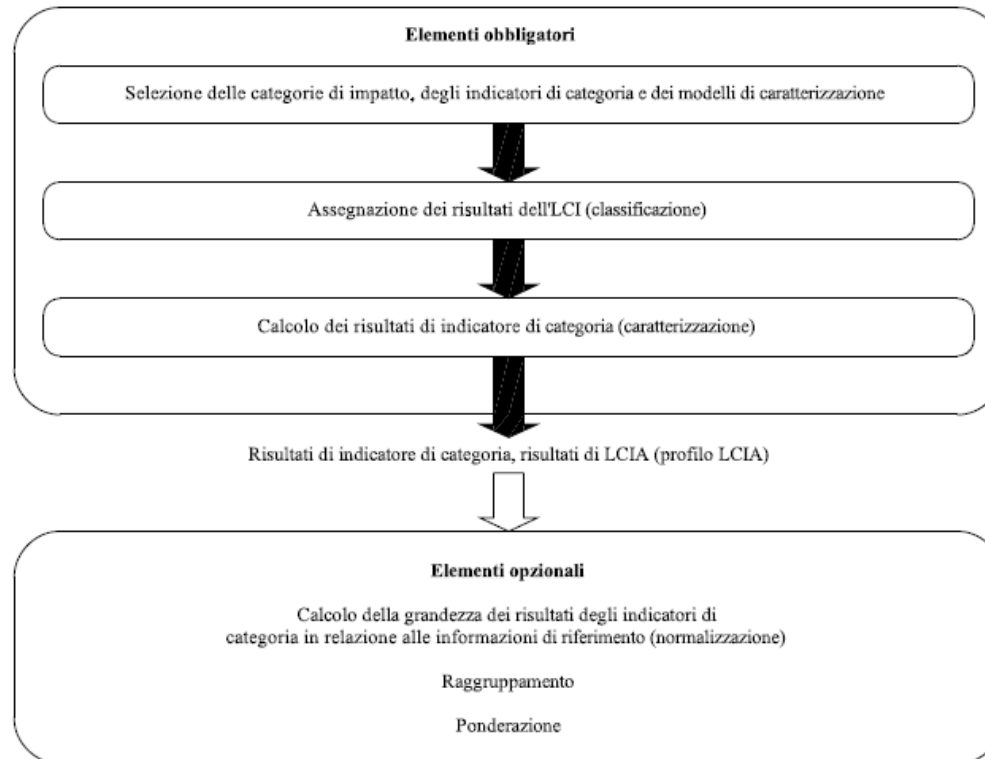 Elementi obbligatori
Selezione delle categorie di impatto, degli indicatori di categoria e dei modelli di caratterizzazione
Assegnazione dei risultati dell'LCI (classificazione)
Calcolo dei risultati di indicatore di categoria (caratterizzazione)
Risultati di indicatore di categoria, risultati di LCIA (profilo LCIA)
Elementi opzionali
Calcolo della grandezza dei risultati degli indicatori di
categoria in relazione alle informazioni di riferimento (normalizzazione)
Raggruppamento
Ponderazione